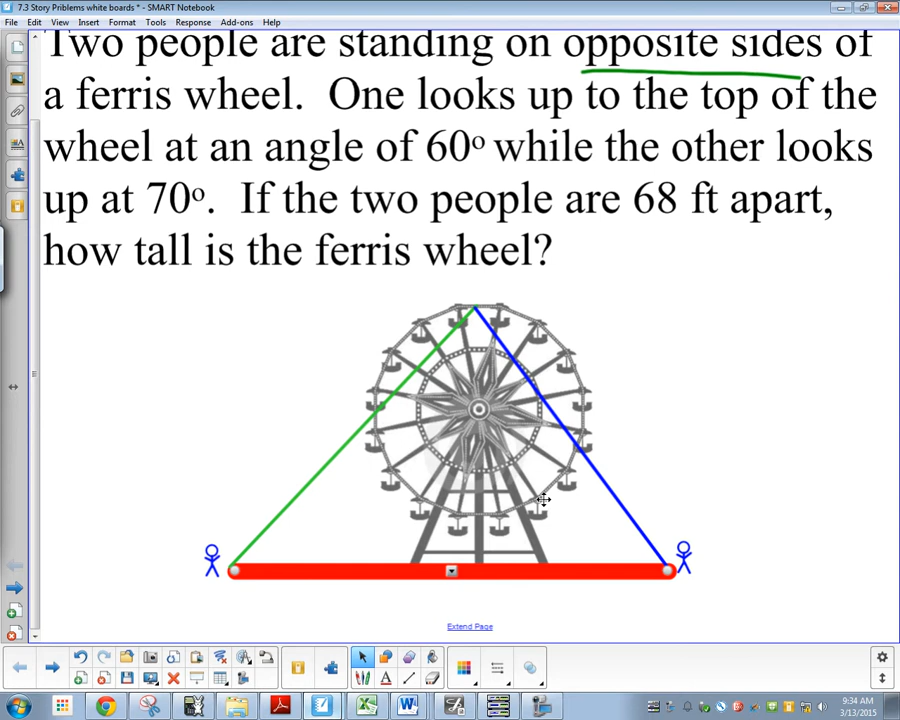 7.3 Story Problems white boards * - SMART Notebook
File Edit View Insert Format Tools Response Add-ons Help
Two people are standing on opposite sides of
a ferris wheel. One looks up to the top of the
wheel at an angle of 60° while the other looks
up at 70°. If the two people are 68 ft apart,
how tall is the ferris wheel?
Extend Page
9:34 AM
3/13/2015